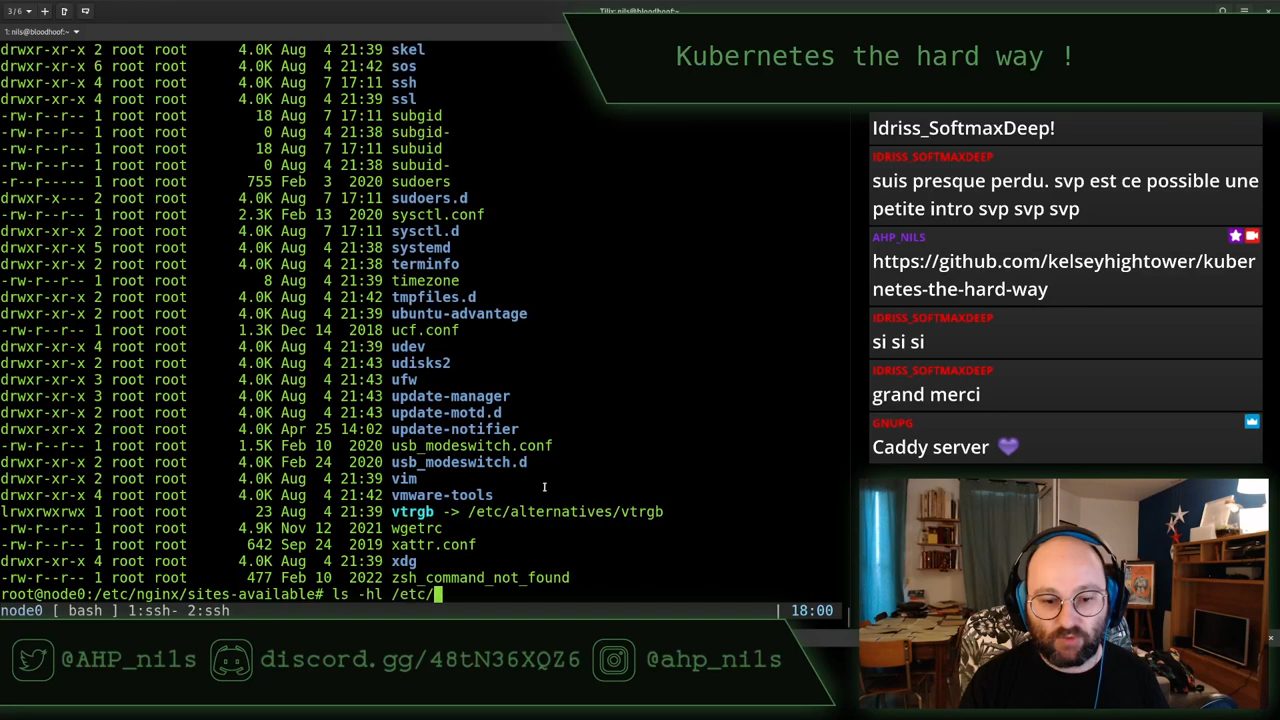 3/6
Tilix: nils@bloodhoof:~
1: nils@bloodhoof:~
Kubernetes the hard way !
drwxr-xr-x 2 root root 4.0K Aug 4 21:39 skel
drwxr-xr-x 6 root root 4.0K Aug 4 21:42 sos
drwxr-xr-x 4 root root 4.0K Aug 7 17:11 ssh
drwxr-xr-x 4 root root 4.0K Aug 4 21:39 ssl
-rw-r--r-- 1 root root 18 Aug 7 17:11 subgid
-rw-r--r-- 1 root root 0 Aug 4 21:38 subgid-
-rw-r--r-- 1 root root 18 Aug 7 17:11 subuid
-rw-r--r-- 1 root root 0 Aug 4 21:38 subuid-
-r--r----- 1 root root 755 Feb 3 2020 sudoers
drwxr-x--- 2 root root 4.0K Aug 7 17:11 sudoers.d
-rw-r--r-- 1 root root 2.3K Feb 13 2020 sysctl.conf
drwxr-xr-x 2 root root 4.0K Aug 7 17:11 sysctl.d
drwxr-xr-x 5 root root 4.0K Aug 4 21:38 systemd
drwxr-xr-x 2 root root 4.0K Aug 4 21:38 terminfo
-rw-r--r-- 1 root root 8 Aug 4 21:39 timezone
drwxr-xr-x 2 root root 4.0K Aug 4 21:42 tmpfiles.d
drwxr-xr-x 2 root root 4.0K Aug 4 21:39 ubuntu-advantage
-rw-r--r-- 1 root root 1.3K Dec 14 2018 ucf.conf
drwxr-xr-x 4 root root 4.0K Aug 4 21:39 udev
drwxr-xr-x 2 root root 4.0K Aug 4 21:43 udisks2
drwxr-xr-x 3 root root 4.0K Aug 4 21:43 ufw
drwxr-xr-x 3 root root 4.0K Aug 4 21:43 update-manager
drwxr-xr-x 2 root root 4.0K Aug 4 21:43 update-motd.d
drwxr-xr-x 2 root root 4.0K Apr 25 14:02 update-notifier
-rw-r--r-- 1 root root 1.5K Feb 10 2020 usb_modeswitch.conf
drwxr-xr-x 2 root root 4.0K Feb 24 2020 usb_modeswitch.d
drwxr-xr-x 2 root root 4.0K Aug 4 21:39 vim
drwxr-xr-x 4 root root 4.0K Aug 4 21:42 vmware-tools
lrwxrwxrwx 1 root root 23 Aug 4 21:39 vtrgb -> /etc/alternatives/vtrgb
-rw-r--r-- 1 root root 4.9K Nov 12 2021 wgetrc
-rw-r--r-- 1 root root 642 Sep 24 2019 xattr.conf
drwxr-xr-x 4 root root 4.0K Aug 4 21:39 xdg
-rw-r--r-- 1 root root 477 Feb 10 2022 zsh_command_not_found
root@node0:/etc/nginx/sites-available# ls -hl /etc/
node0 [ bash ] 1:ssh- 2:ssh | 18:00
Idriss_SoftmaxDeep!
IDRISS_SOFTMAXDEEP
suis presque perdu. svp est ce possible une
petite intro svp svp svp
AHP_NILS
https://github.com/kelseyhightower/kuber
netes-the-hard-way
IDRISS_SOFTMAXDEEP
si si si
IDRISS_SOFTMAXDEEP
grand merci
GNUPG
Caddy server
@AHP_nils discord.gg/48tN36XQZ6 @ahp_nils